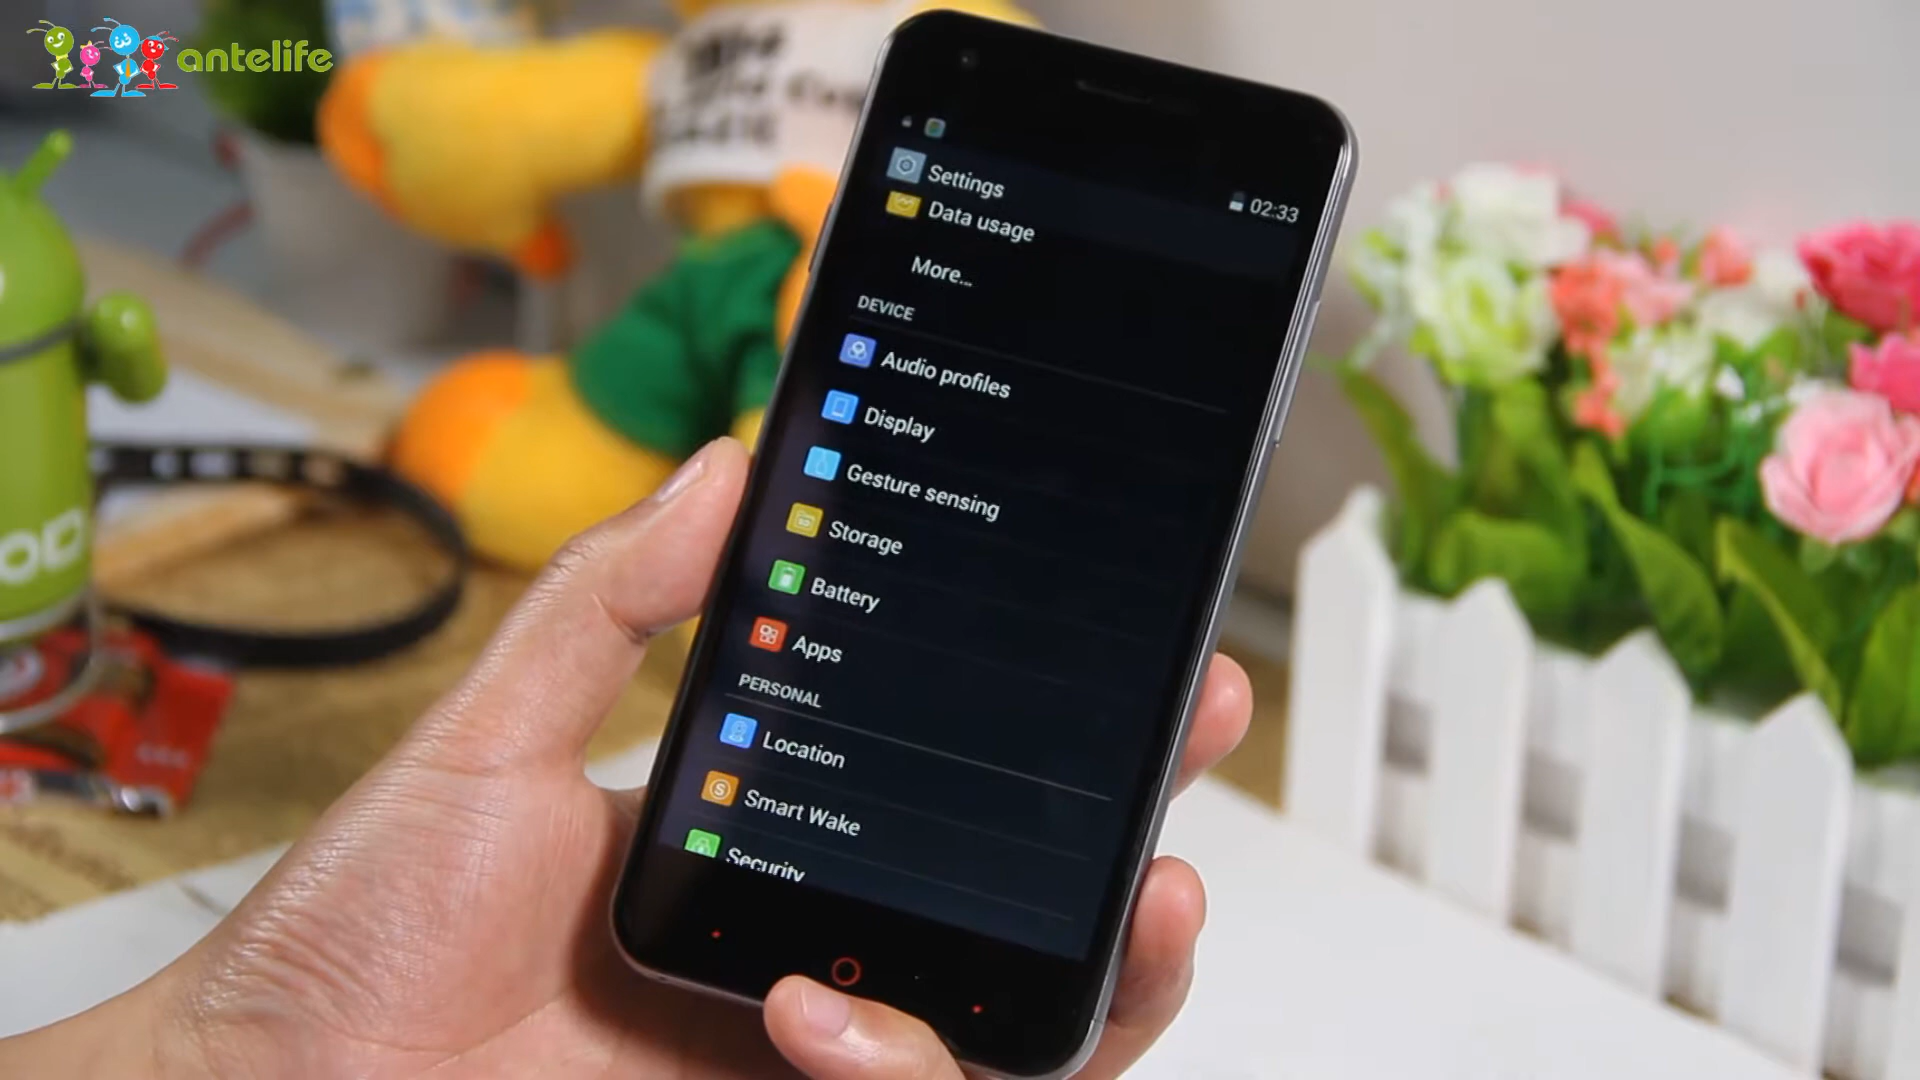 antelife
Settings
02:33
Data usage
More...
DEVICE
Audio profiles
Display
Gesture sensing
Storage
Battery
Apps
PERSONAL
Location
Smart Wake
Security